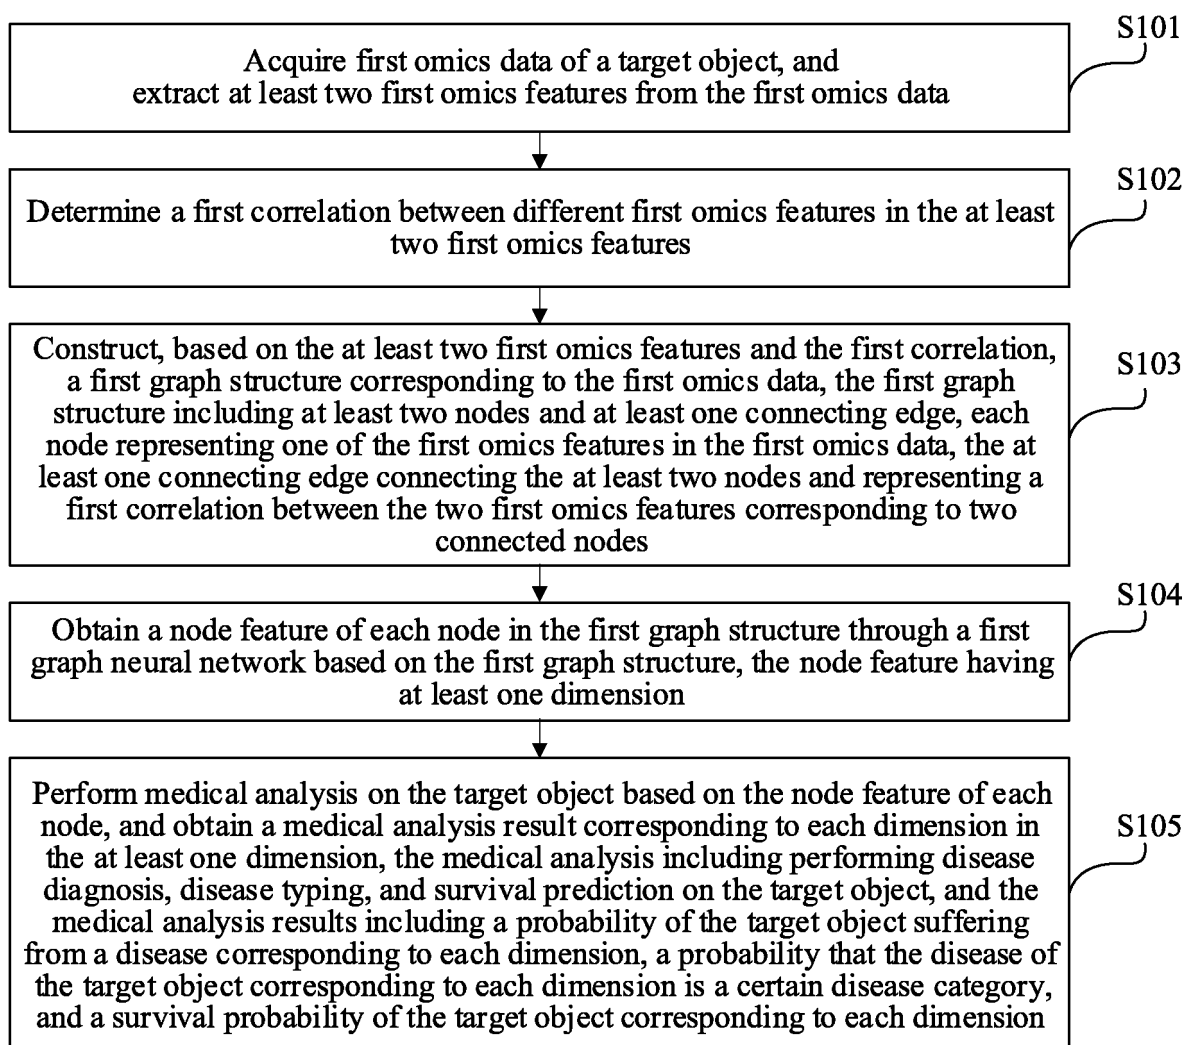 S101
Acquire first omics data of a target object, and
extract at least two first omics features from the first omics data
S102
Determine a first correlation between different first omics features in the at least
two first omics features
S103
Construct, based on the at least two first omics features and the first correlation,
a first graph structure corresponding to the first omics data, the first graph
structure including at least two nodes and at least one connecting edge, each
node representing one of the first omics features in the first omics data, the at
least one connecting edge connecting the at least two nodes and representing a
first correlation between the two first omics features corresponding to two
connected nodes
S104
Obtain a node feature of each node in the first graph structure through a first
graph neural network based on the first graph structure, the node feature having
at least one dimension
S105
Perform medical analysis on the target object based on the node feature of each
node, and obtain a medical analysis result corresponding to each dimension in
the at least one dimension, the medical analysis including performing disease
diagnosis, disease typing, and survival prediction on the target object, and the
medical analysis results including a probability of the target object suffering
from a disease corresponding to each dimension, a probability that the disease of
the target object corresponding to each dimension is a certain disease category,
and a survival probability of the target object corresponding to each dimension